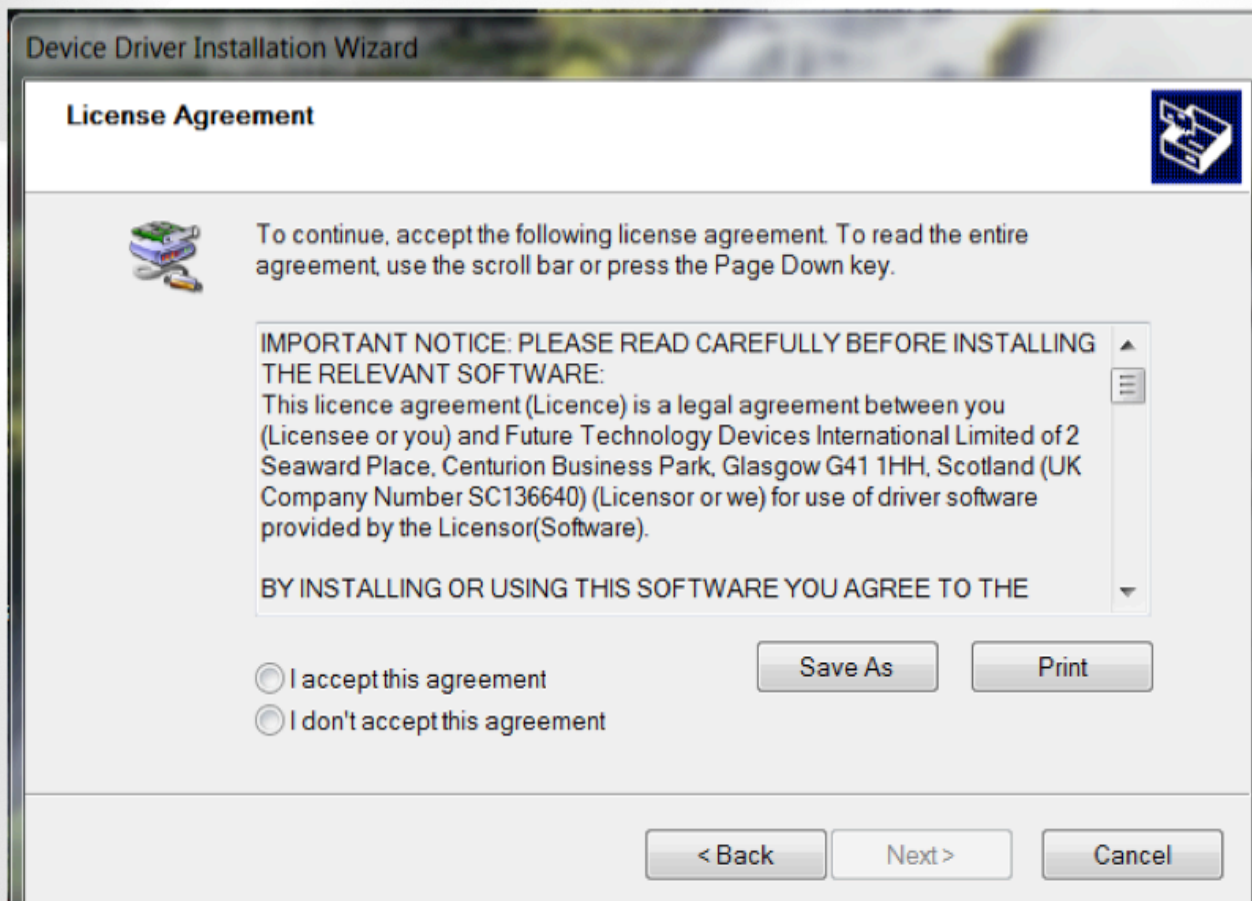 Device Driver Installation Wizard
License Agreement
To continue, accept the following license agreement. To read the entire
agreement, use the scroll bar or press the Page Down key.
IMPORTANT NOTICE: PLEASE READ CAREFULLY BEFORE INSTALLING
THE RELEVANT SOFTWARE:
This licence agreement (Licence) is a legal agreement between you
(Licensee or you) and Future Technology Devices International Limited of 2
Seaward Place, Centurion Business Park, Glasgow G41 1HH, Scotland (UK
Company Number SC136640) (Licensor or we) for use of driver software
provided by the Licensor(Software).
BY INSTALLING OR USING THIS SOFTWARE YOU AGREE TO THE
I accept this agreement
I don't accept this agreement
Save As
Print
< Back
Next >
Cancel